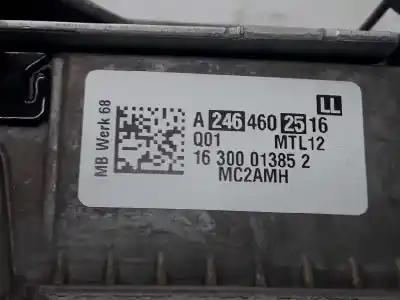 MB Werk 68
LL
A 246 460 25 16
Q01 MTL12
16 300 01385 2
MC2AMH